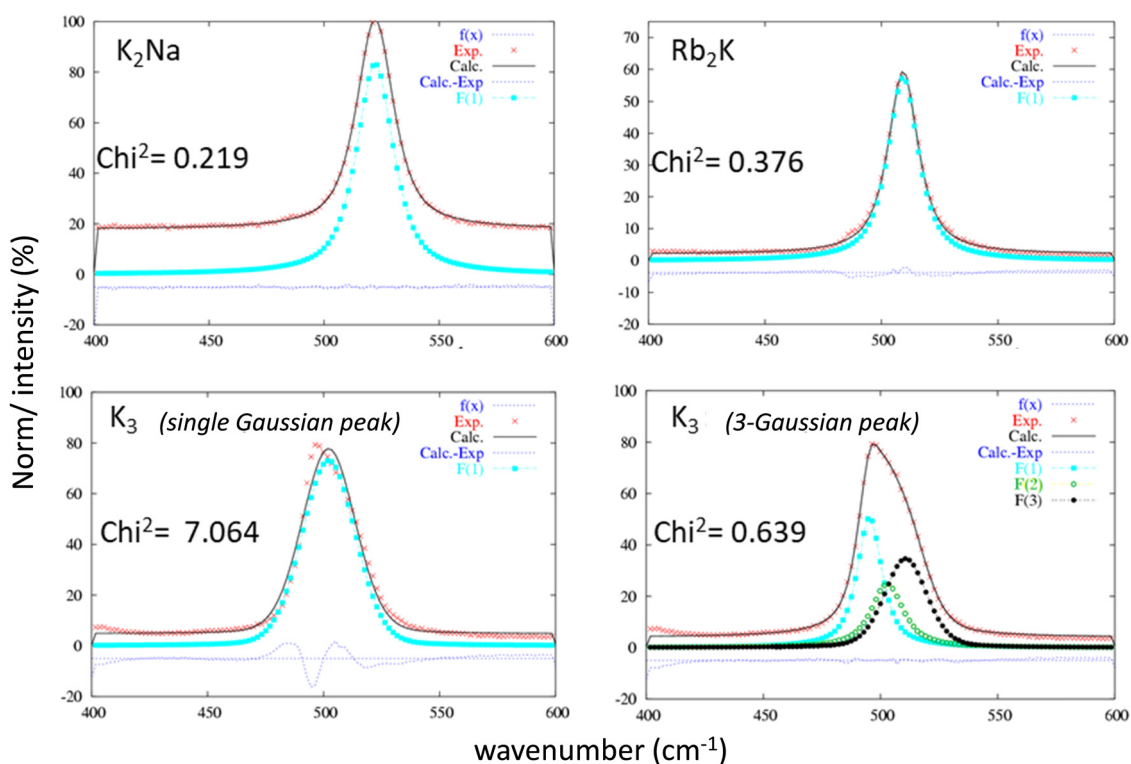 Norm/ intensity (%)
K2Na
f(x)
Exp.
Calc.
Calc.-Exp
F(1)
Chi2= 0.219
100
80
60
40
20
0
-20
400
450
500
550
600
Rb2K
f(x)
Exp.
Calc.
Calc.-Exp
F(1)
Chi2= 0.376
70
60
50
40
30
20
10
0
-10
-20
400
450
500
550
600
K3 (single Gaussian peak)
f(x)
Exp.
Calc.
Calc.-Exp
F(1)
Chi2= 7.064
100
80
60
40
20
0
-20
400
450
500
550
600
K3 (3-Gaussian peak)
f(x)
Exp.
Calc.
Calc.-Exp
F(1)
F(2)
F(3)
Chi2= 0.639
100
80
60
40
20
0
-20
400
450
500
550
600
wavenumber (cm-1)